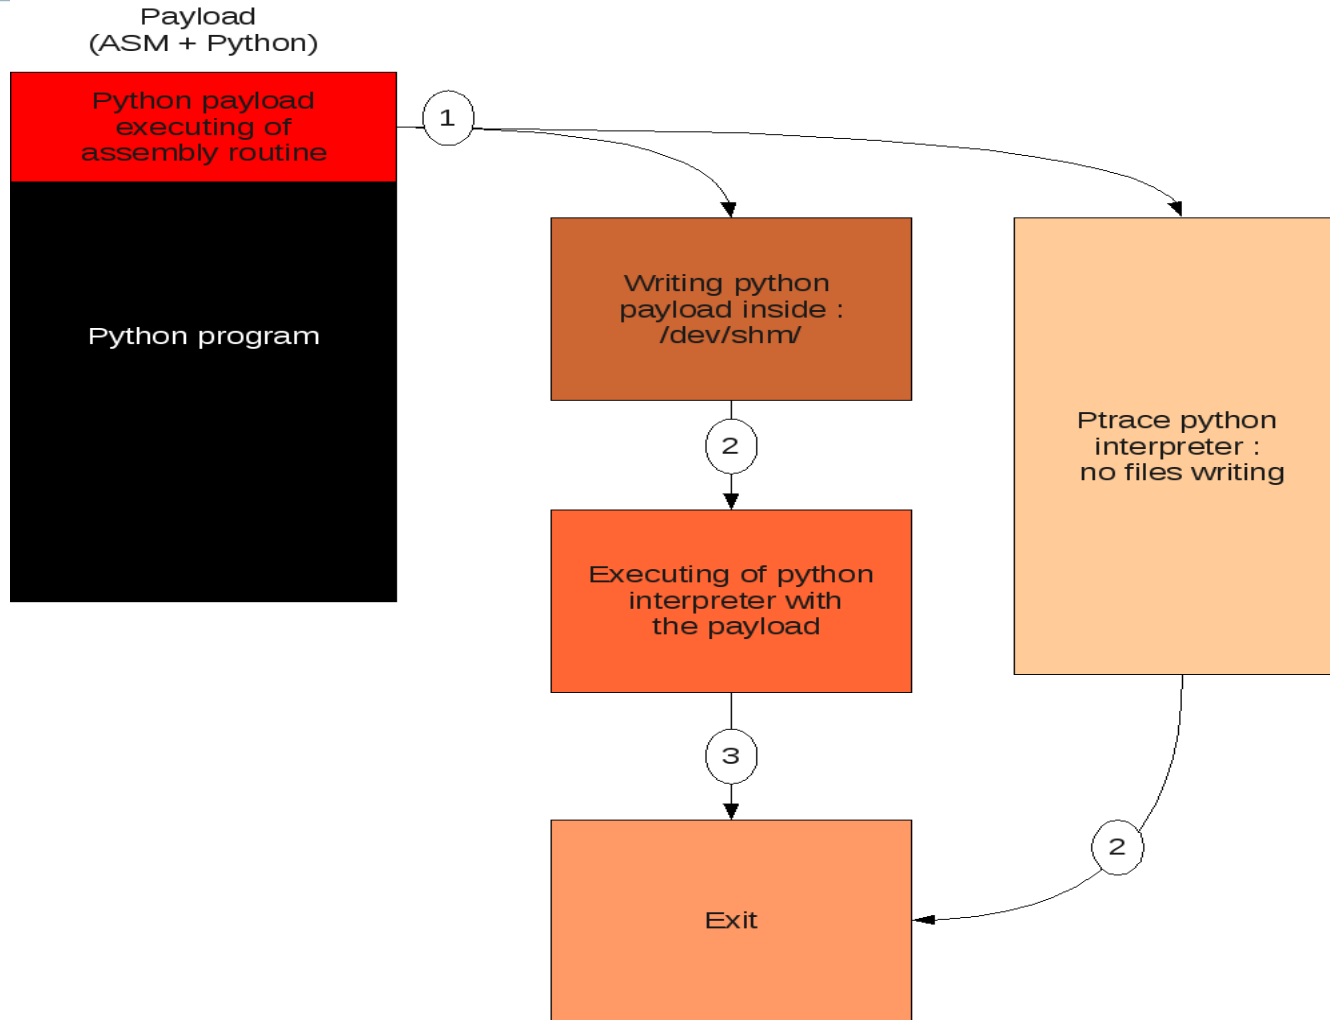 Payload
(ASM + Python)
Python payload
executing of
assembly routine
1
Python program
Writing python
payload inside :
/dev/shm/
Ptrace python
interpreter :
no files writing
2
Executing of python
interpreter with
the payload
3
2
Exit